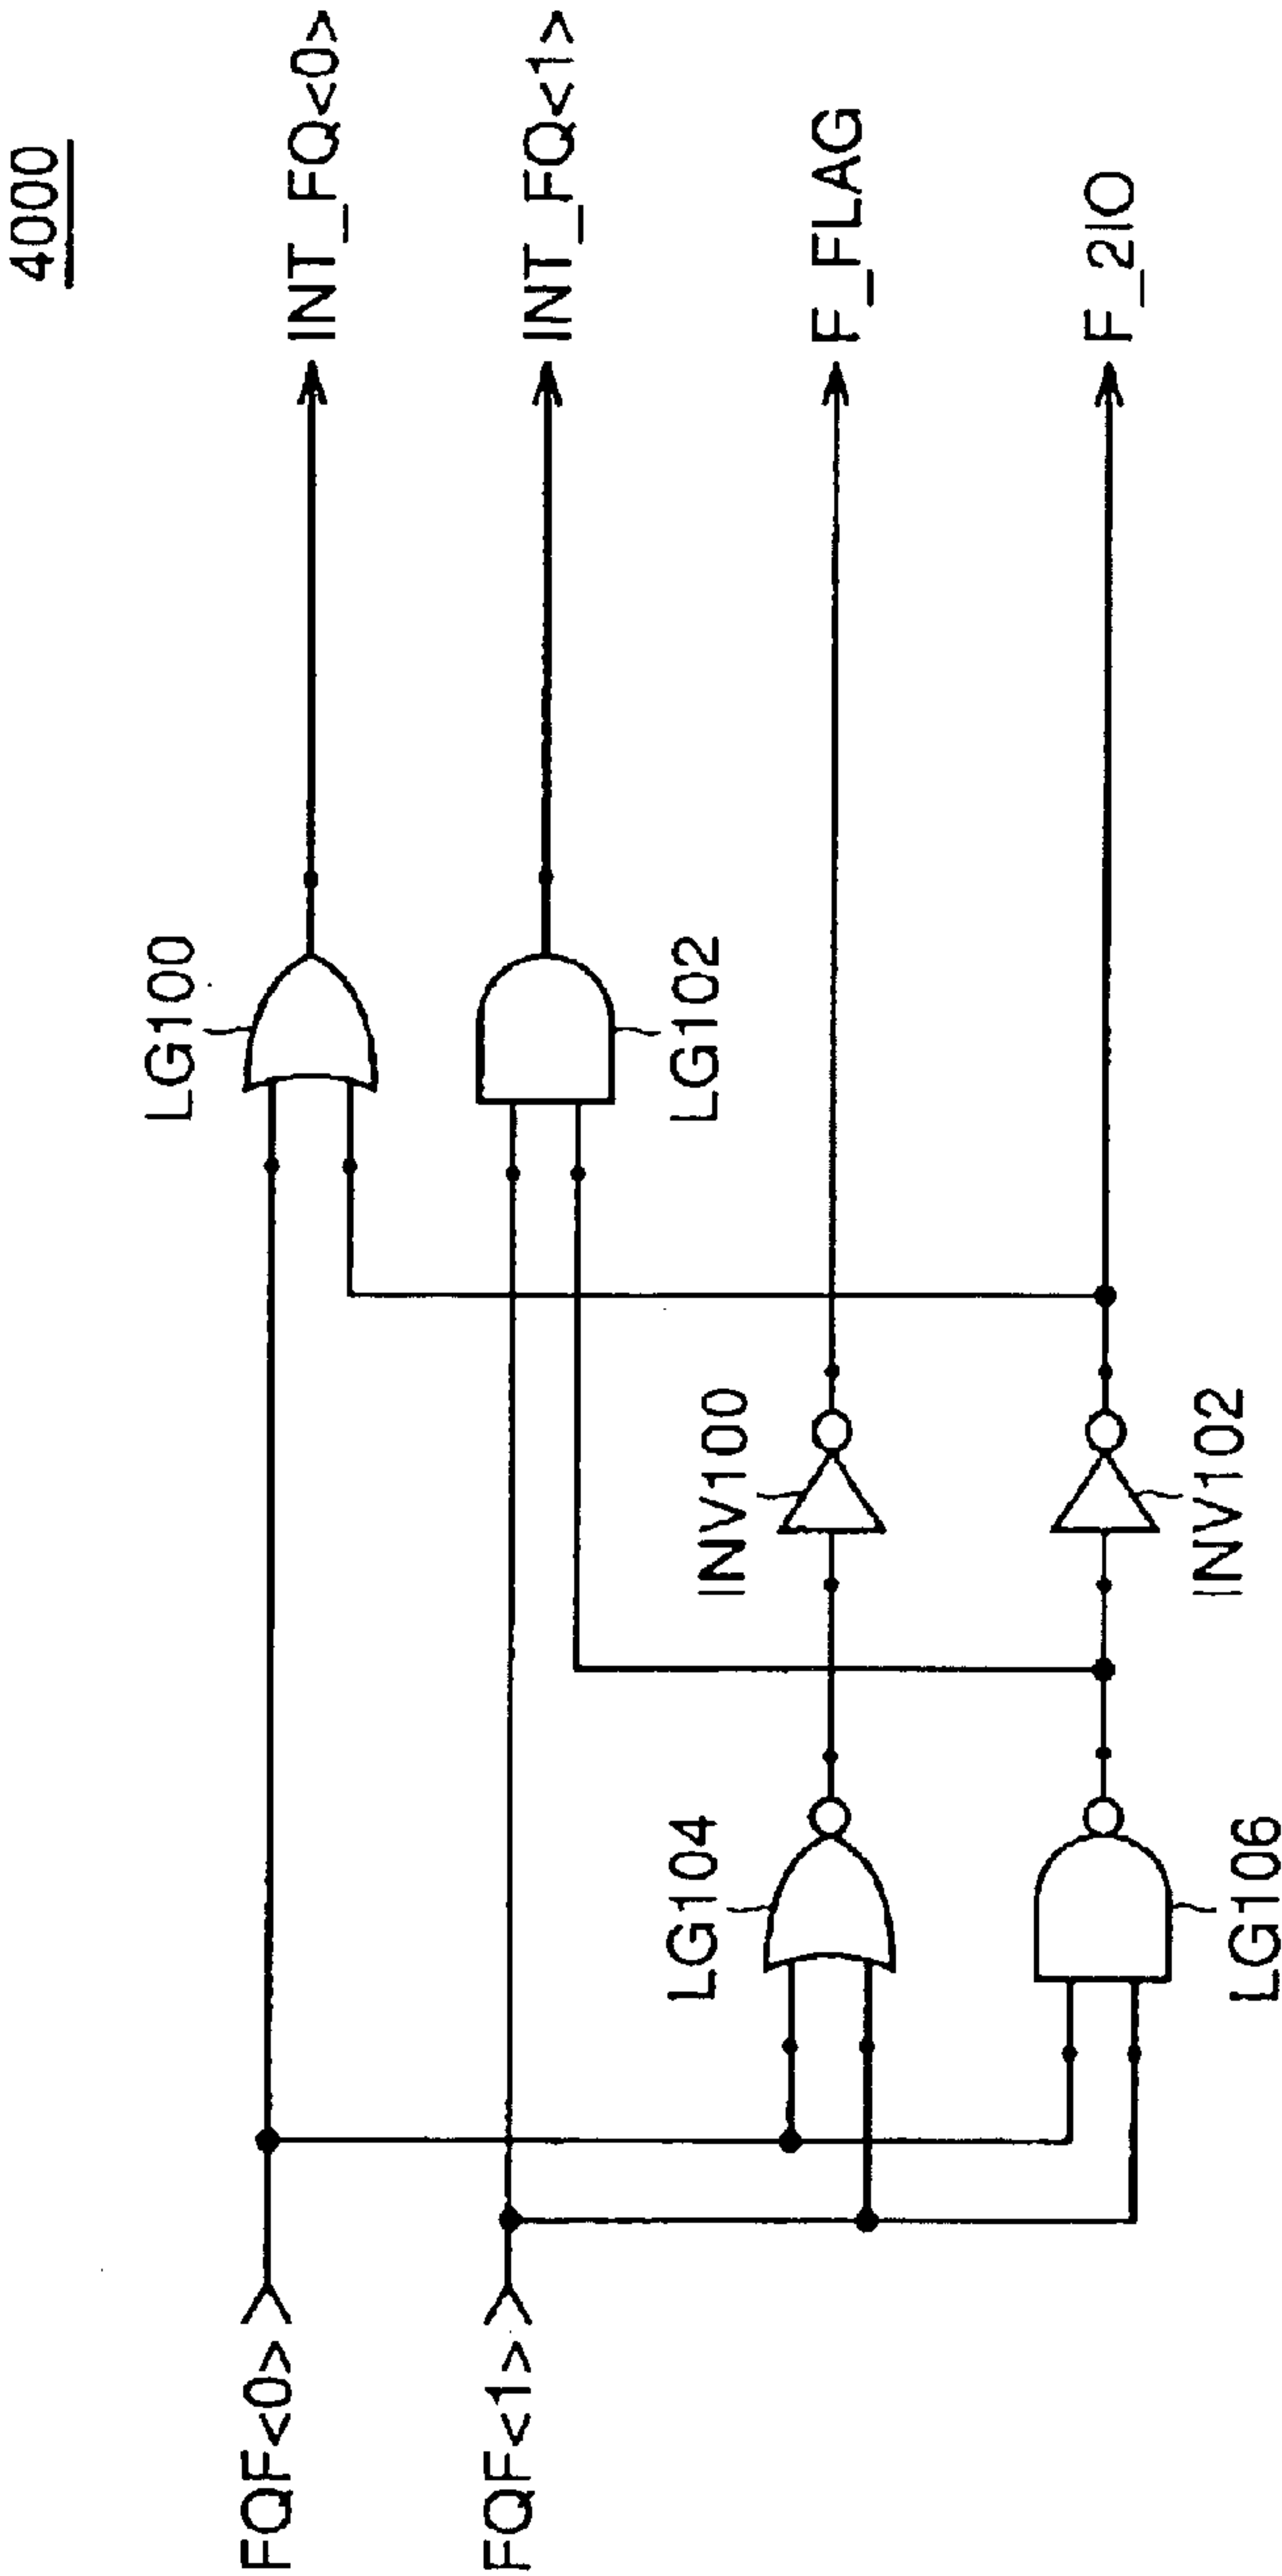 4000
FQF<0>
INT_FQ<0>
LG100
FQF<1>
INT_FQ<1>
LG102
INV100
F_FLAG
LG104
INV102
F_2IO
LG106